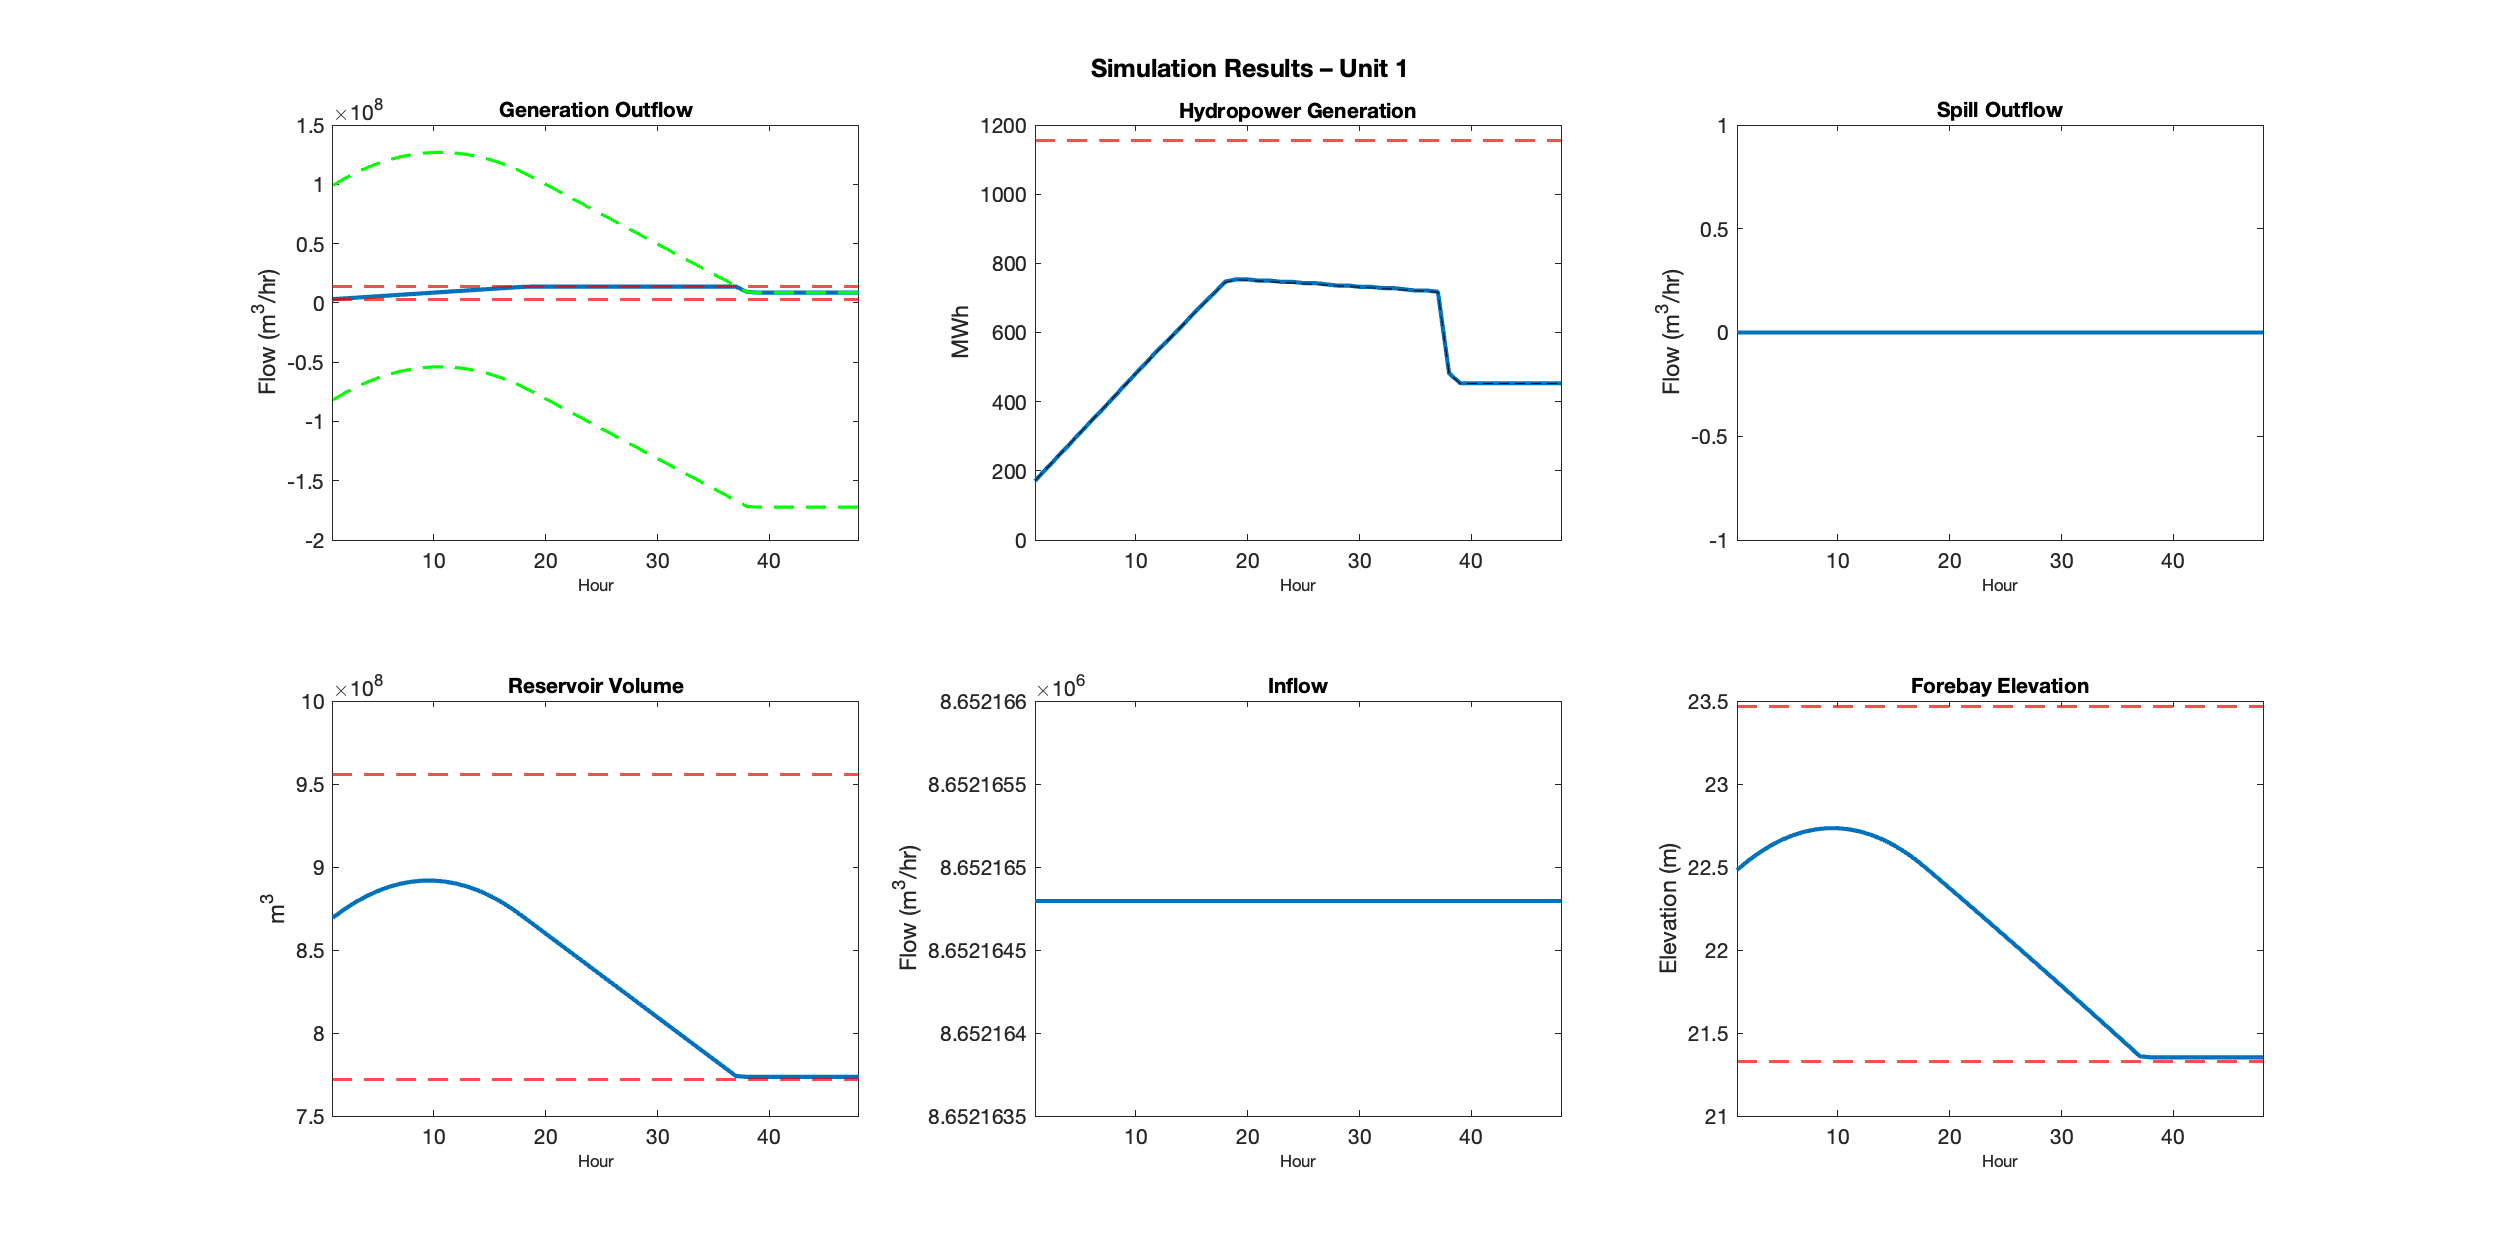 Simulation Results – Unit 1
Generation Outflow
×10^8
1.5
1
0.5
0
-0.5
-1
-1.5
-2
Flow (m^3/hr)
10 20 30 40
Hour
Hydropower Generation
1200
1000
800
600
400
200
0
MWh
10 20 30 40
Hour
Spill Outflow
1
0.5
0
-0.5
-1
Flow (m^3/hr)
10 20 30 40
Hour
Reservoir Volume
×10^8
10
9.5
9
8.5
8
7.5
m^3
10 20 30 40
Hour
Inflow
×10^6
8.652166
8.6521655
8.652165
8.6521645
8.652164
8.6521635
Flow (m^3/hr)
10 20 30 40
Hour
Forebay Elevation
23.5
23
22.5
22
21.5
21
Elevation (m)
10 20 30 40
Hour